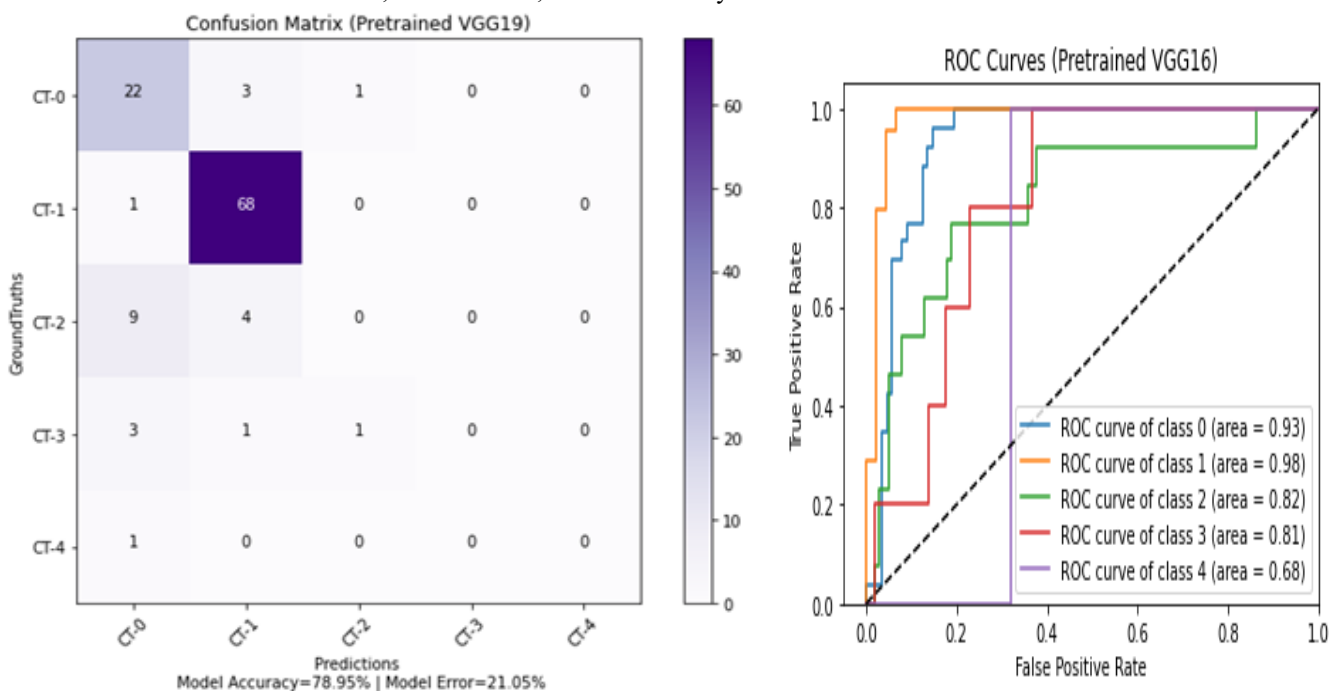 Confusion Matrix (Pretrained VGG19)
CT-0
CT-1
CT-2
CT-3
CT-4
GroundTruths
22 3 1 0 0
1 68 0 0 0
9 4 0 0 0
3 1 1 0 0
1 0 0 0 0
CT-0 CT-1 CT-2 CT-3 CT-4
Predictions
Model Accuracy=78.95% | Model Error=21.05%
60
50
40
30
20
10
0
ROC Curves (Pretrained VGG16)
True Positive Rate
1.0
0.8
0.6
0.4
0.2
0.0
ROC curve of class 0 (area = 0.93)
ROC curve of class 1 (area = 0.98)
ROC curve of class 2 (area = 0.82)
ROC curve of class 3 (area = 0.81)
ROC curve of class 4 (area = 0.68)
0.0 0.2 0.4 0.6 0.8 1.0
False Positive Rate